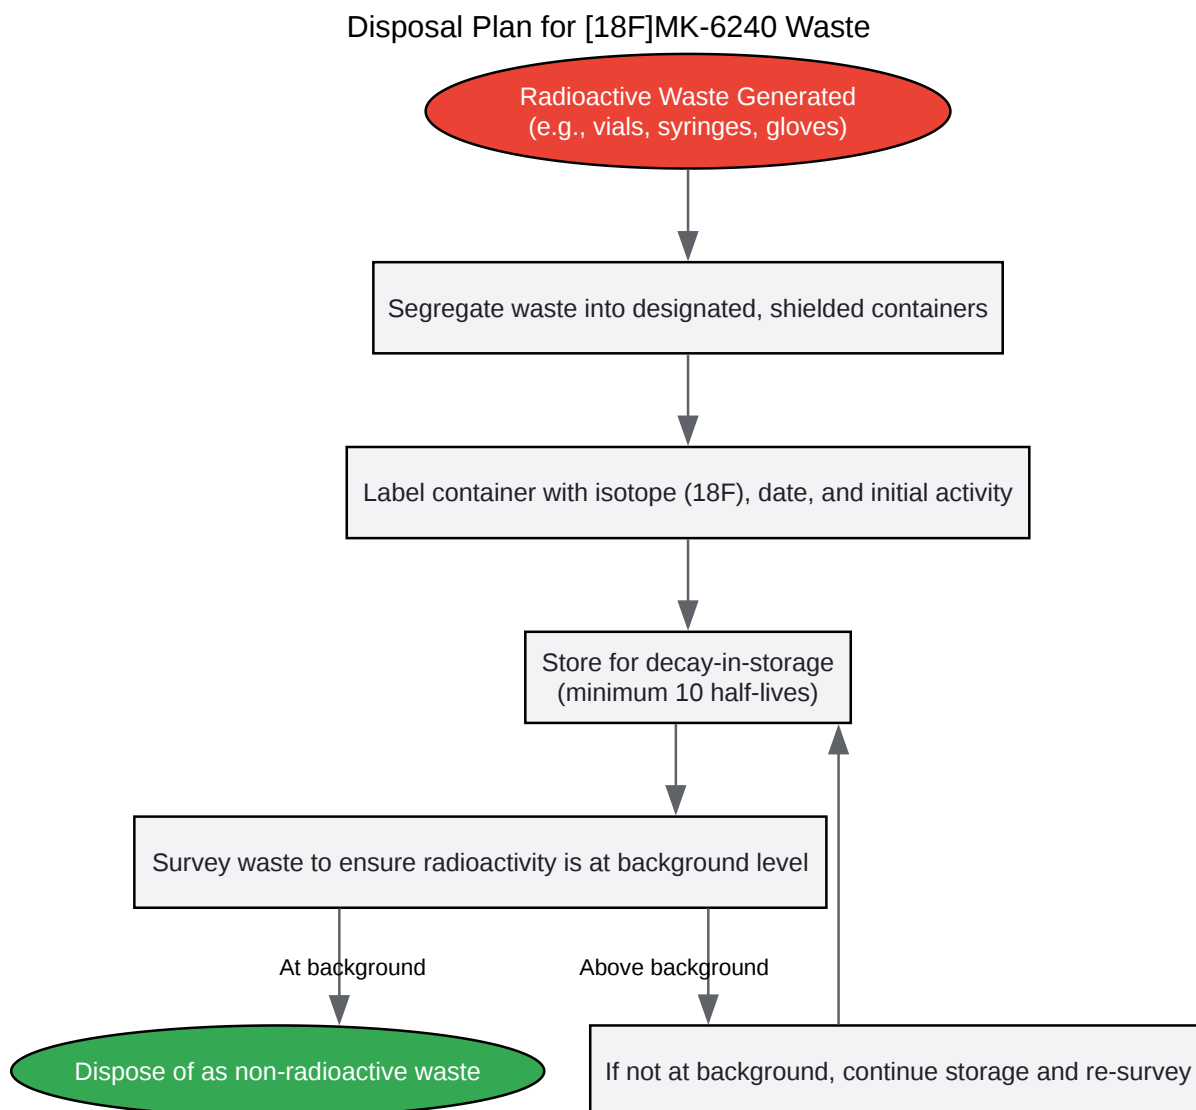 Disposal Plan for [18F]MK-6240 Waste
Radioactive Waste Generated
(e.g., vials, syringes, gloves)
Segregate waste into designated, shielded containers
Label container with isotope (18F), date, and initial activity
Store for decay-in-storage
(minimum 10 half-lives)
Survey waste to ensure radioactivity is at background level
At background
Above background
Dispose of as non-radioactive waste
If not at background, continue storage and re-survey